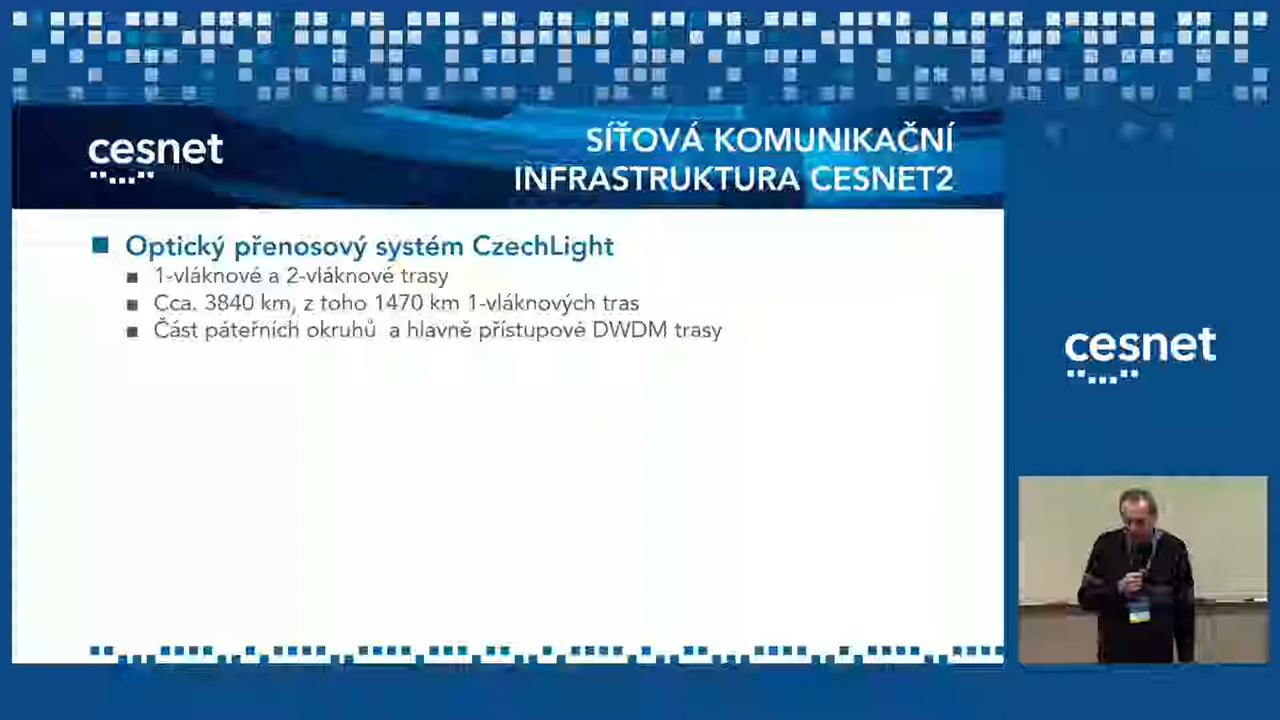 cesnet
SÍŤOVÁ KOMUNIKAČNÍ
INFRASTRUKTURA CESNET2
Optický přenosový systém CzechLight
1-vláknové a 2-vláknové trasy
Cca. 3840 km, z toho 1470 km 1-vláknových tras
Část páteřních okruhů a hlavně přístupové DWDM trasy
cesnet